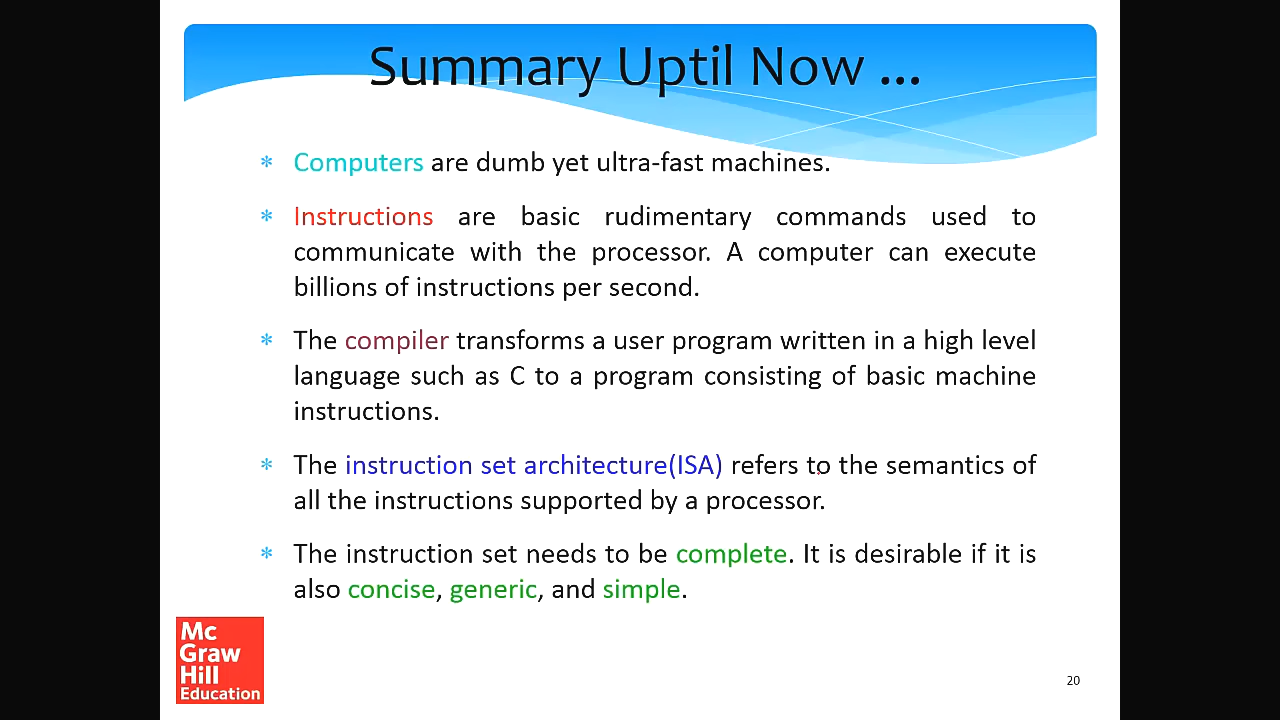 Summary Uptil Now ...
* Computers are dumb yet ultra-fast machines.
* Instructions are basic rudimentary commands used to
communicate with the processor. A computer can execute
billions of instructions per second.
* The compiler transforms a user program written in a high level
language such as C to a program consisting of basic machine
instructions.
* The instruction set architecture(ISA) refers to the semantics of
all the instructions supported by a processor.
* The instruction set needs to be complete. It is desirable if it is
also concise, generic, and simple.
Mc
Graw
Hill
Education
20